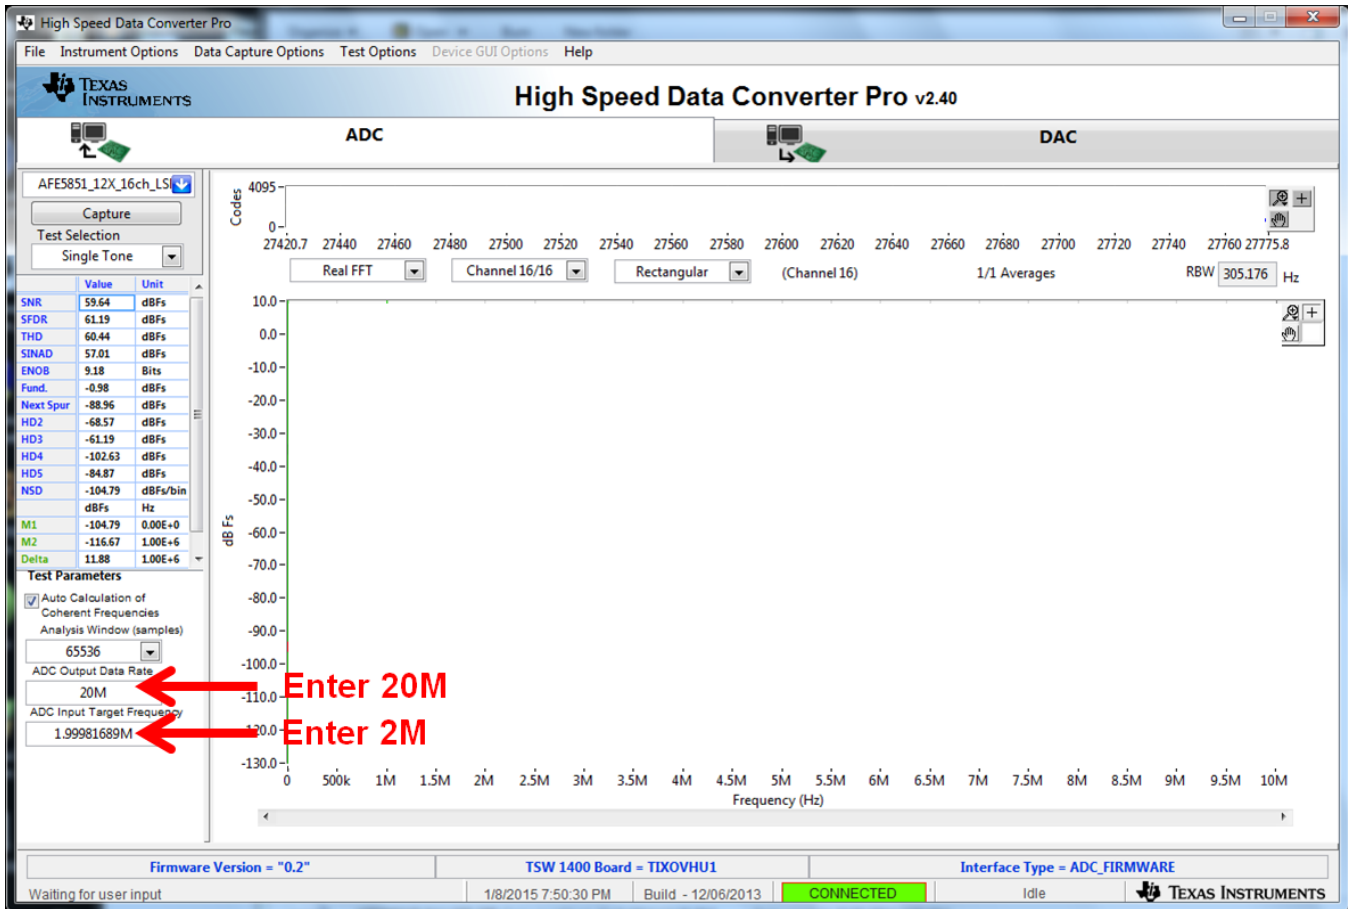 High Speed Data Converter Pro
File Instrument Options Data Capture Options Test Options Device GUI Options Help
TEXAS INSTRUMENTS
High Speed Data Converter Pro v2.40
ADC
DAC
AFE5851_12X_16ch_LS
Capture
Test Selection
Single Tone
Codes
4095
0
27420.7 27440 27460 27480 27500 27520 27540 27560 27580 27600 27620 27640 27660 27680 27700 27720 27740 27760 27775.8
Real FFT Channel 16/16 Rectangular (Channel 16) 1/1 Averages RBW 305.176 Hz
Value Unit
SNR 59.64 dBFs
SFDR 61.19 dBFs
THD 60.44 dBFs
SINAD 57.01 dBFs
ENOB 9.18 Bits
Fund. -0.98 dBFs
Next Spur -88.96 dBFs
HD2 -68.57 dBFs
HD3 -61.19 dBFs
HD4 -102.63 dBFs
HD5 -84.87 dBFs
NSD -104.79 dBFs/bin
dBFs Hz
M1 -104.79 0.00E+0
M2 -116.67 1.00E+6
Delta 11.88 1.00E+6
Test Parameters
Auto Calculation of
Coherent Frequencies
Analysis Window (samples)
65536
ADC Output Data Rate
20M
ADC Input Target Frequency
1.99981689M
Enter 20M
Enter 2M
dB Fs
10.0
0.0
-10.0
-20.0
-30.0
-40.0
-50.0
-60.0
-70.0
-80.0
-90.0
-100.0
-110.0
-120.0
-130.0
0 500k 1M 1.5M 2M 2.5M 3M 3.5M 4M 4.5M 5M 5.5M 6M 6.5M 7M 7.5M 8M 8.5M 9M 9.5M 10M
Frequency (Hz)
Firmware Version = "0.2" TSW 1400 Board = TIXOVHU1 Interface Type = ADC_FIRMWARE
Waiting for user input 1/8/2015 7:50:30 PM Build - 12/06/2013 CONNECTED Idle TEXAS INSTRUMENTS